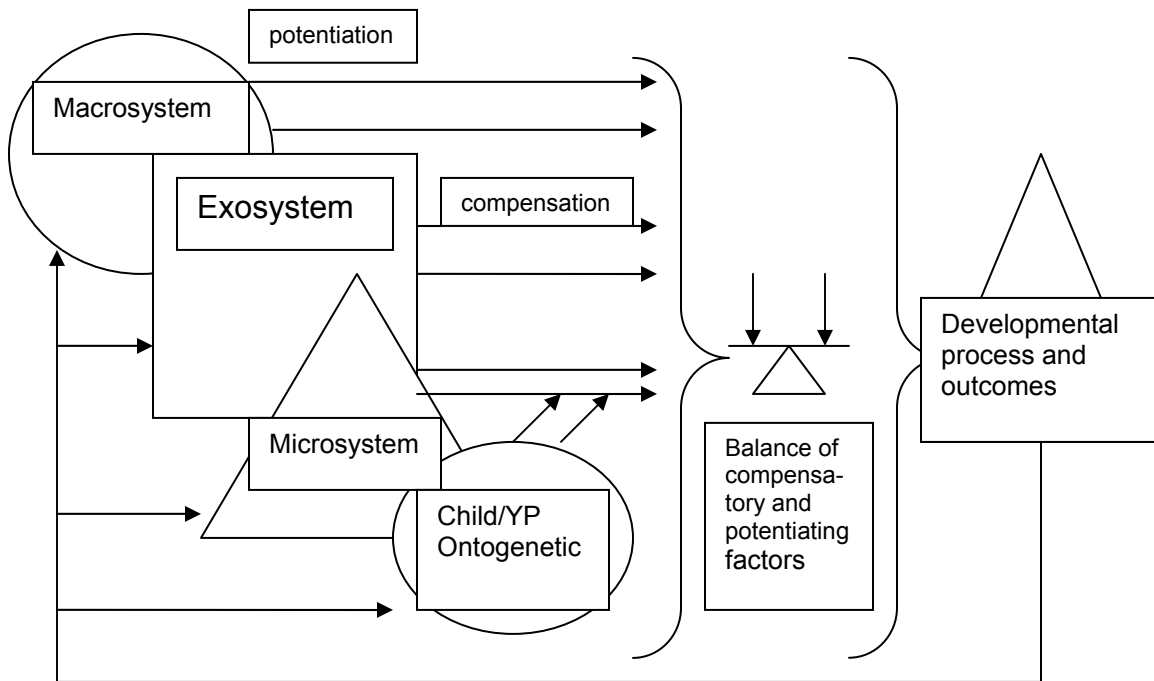 potentiation
Macrosystem
Exosystem
compensation
Microsystem
Child/YP
Ontogenetic
Balance of
compensa-
tory and
potentiating
factors
Developmental
process and
outcomes